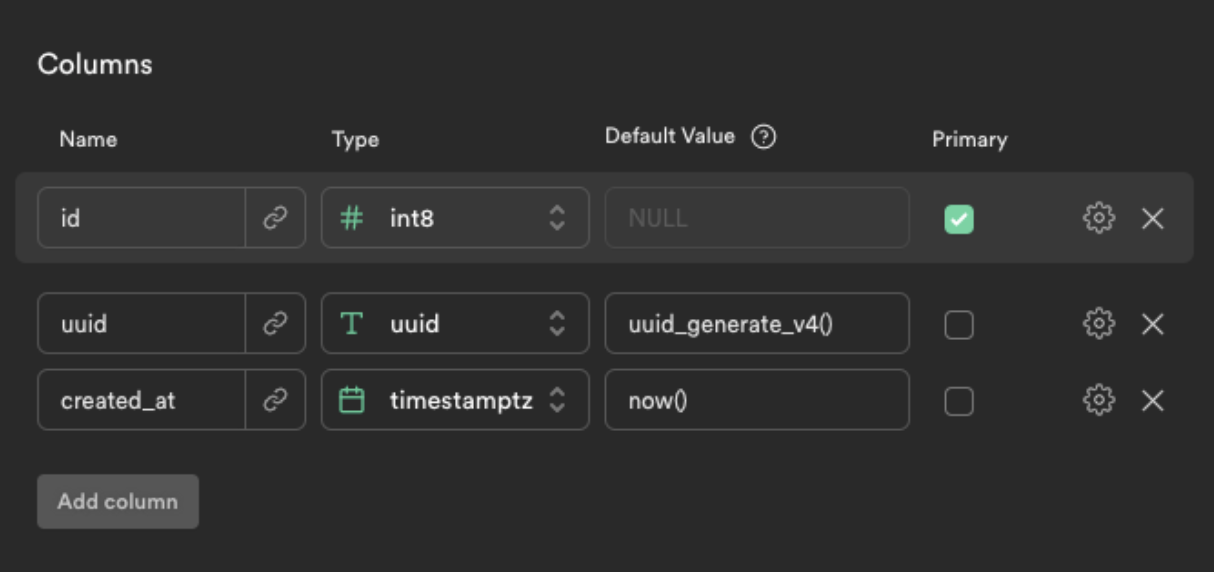 Columns
Name Type Default Value ? Primary
id # int8 NULL
uuid T uuid uuid_generate_v4()
created_at timestamptz now()
Add column